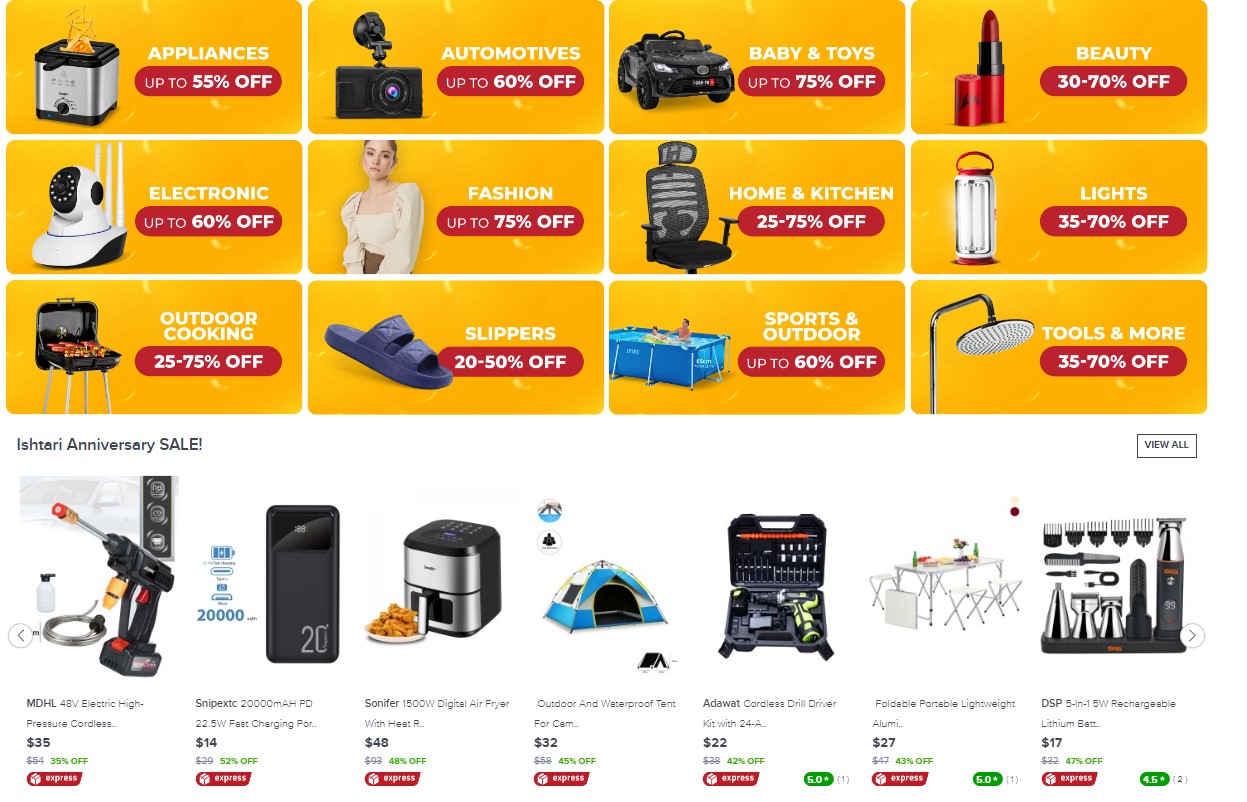 APPLIANCES
UP TO 55% OFF
AUTOMOTIVES
UP TO 60% OFF
BABY & TOYS
UP TO 75% OFF
BEAUTY
30-70% OFF
ELECTRONIC
UP TO 60% OFF
FASHION
UP TO 75% OFF
HOME & KITCHEN
25-75% OFF
LIGHTS
35-70% OFF
OUTDOOR
COOKING
25-75% OFF
SLIPPERS
20-50% OFF
SPORTS &
OUTDOOR
UP TO 60% OFF
TOOLS & MORE
35-70% OFF
Ishtari Anniversary SALE!
VIEW ALL
20000 mAh
20
MDHL 48V Electric High-
Pressure Cordless..
$35
$54 35% OFF
express
Snipextc 20000mAH PD
22.5W Fast Charging Por..
$14
$29 52% OFF
express
Sonifer 1500W Digital Air Fryer
With Heat R..
$48
$93 48% OFF
express
Outdoor And Waterproof Tent
For Cam..
$32
$58 45% OFF
express
Adawat Cordless Drill Driver
Kit with 24-A..
$22
$38 42% OFF
express 5.0 ★ (1)
Foldable Portable Lightweight
Alumi..
$27
$47 43% OFF
express 5.0 ★ (1)
DSP 5-In-1 5W Rechargeable
Lithium Batt..
$17
$32 47% OFF
express 4.5 ★ (2)